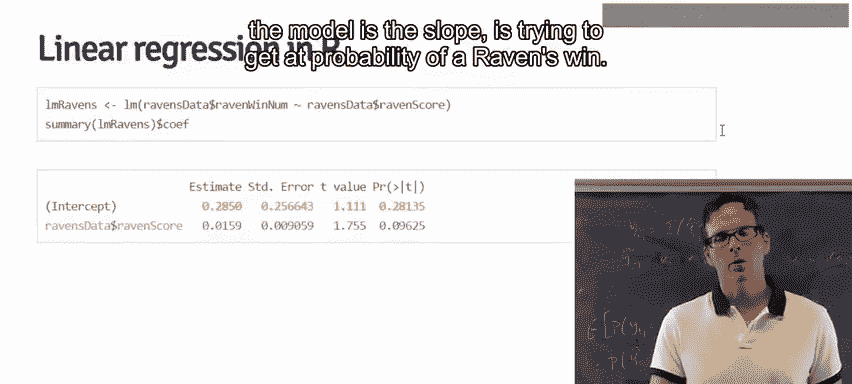 the model is the slope, is trying to
get at probability of a Raven's win.
Linear regression in R
lmRavens <- lm(ravensData$ravenWinNum ~ ravensData$ravenScore)
summary(lmRavens)$coef
Estimate Std. Error t value Pr(>|t|)
(Intercept) 0.2850 0.256643 1.111 0.28135
ravensData$ravenScore 0.0159 0.009059 1.755 0.09625